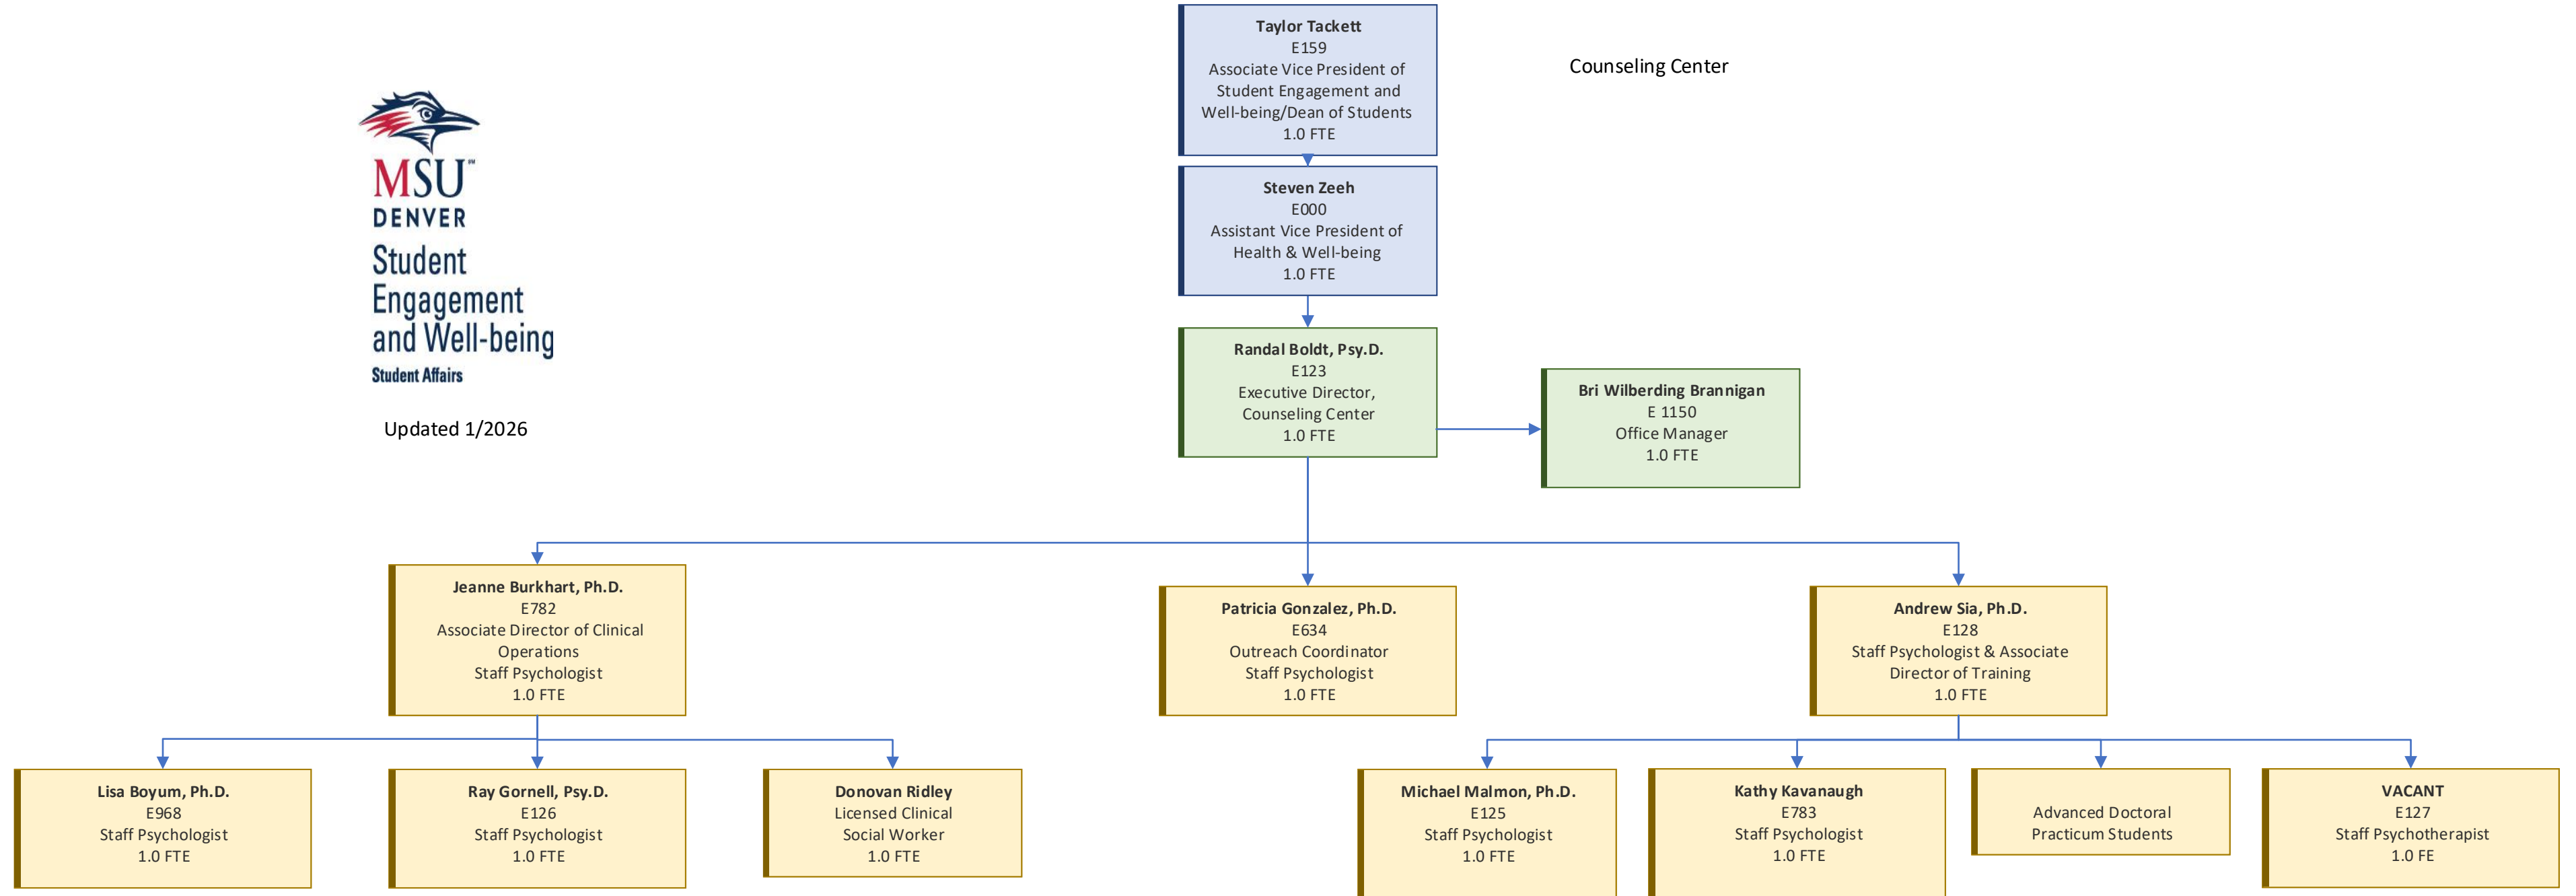 Taylor Tackett
E159
Associate Vice President of
Student Engagement and
Well-being/Dean of Students
1.0 FTE
Counseling Center
MSU™
DENVER
Student
Engagement
and Well-being
Student Affairs
Updated 1/2026
Steven Zeeh
E000
Assistant Vice President of
Health & Well-being
1.0 FTE
Randal Boldt, Psy.D.
E123
Executive Director,
Counseling Center
1.0 FTE
Bri Wilberding Brannigan
E 1150
Office Manager
1.0 FTE
Jeanne Burkhart, Ph.D.
E782
Associate Director of Clinical
Operations
Staff Psychologist
1.0 FTE
Patricia Gonzalez, Ph.D.
E634
Outreach Coordinator
Staff Psychologist
1.0 FTE
Andrew Sia, Ph.D.
E128
Staff Psychologist & Associate
Director of Training
1.0 FTE
Lisa Boyum, Ph.D.
E968
Staff Psychologist
1.0 FTE
Ray Gornell, Psy.D.
E126
Staff Psychologist
1.0 FTE
Donovan Ridley
Licensed Clinical
Social Worker
1.0 FTE
Michael Malmon, Ph.D.
E125
Staff Psychologist
1.0 FTE
Kathy Kavanaugh
E783
Staff Psychologist
1.0 FTE
Advanced Doctoral
Practicum Students
VACANT
E127
Staff Psychotherapist
1.0 FE